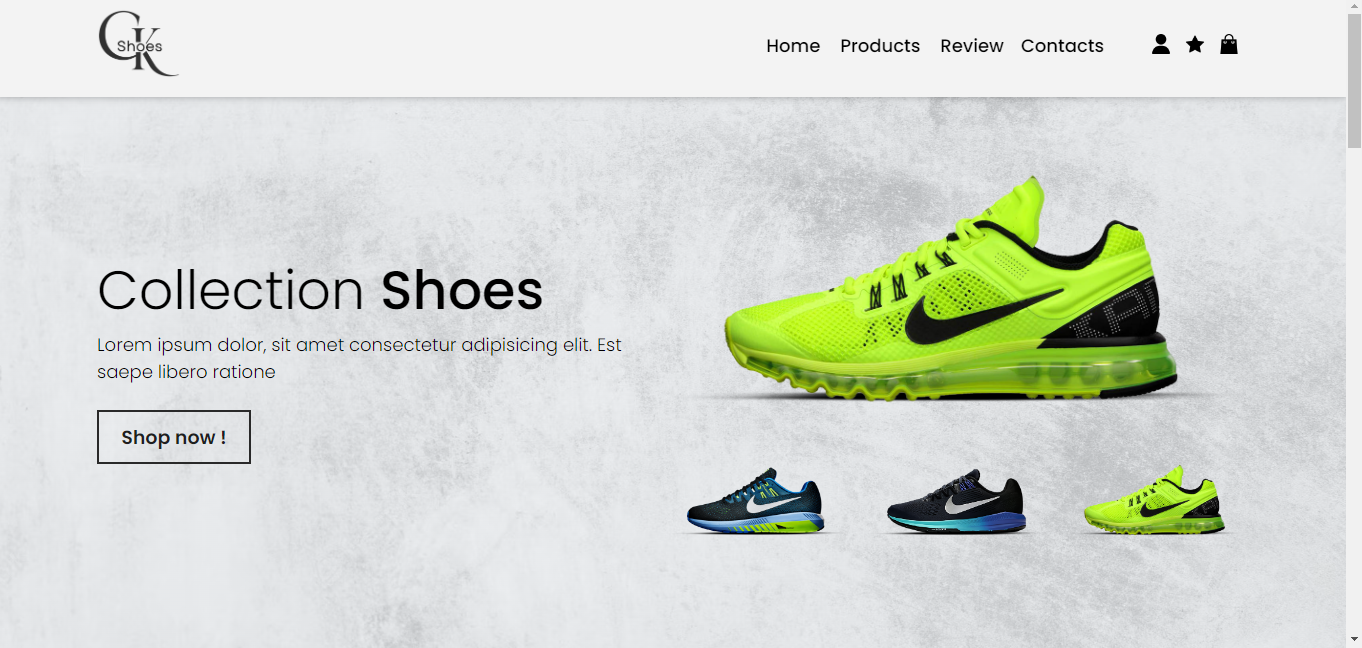 CK
Shoes
Home Products Review Contacts
Collection Shoes
Lorem ipsum dolor, sit amet consectetur adipisicing elit. Est
saepe libero ratione
Shop now !